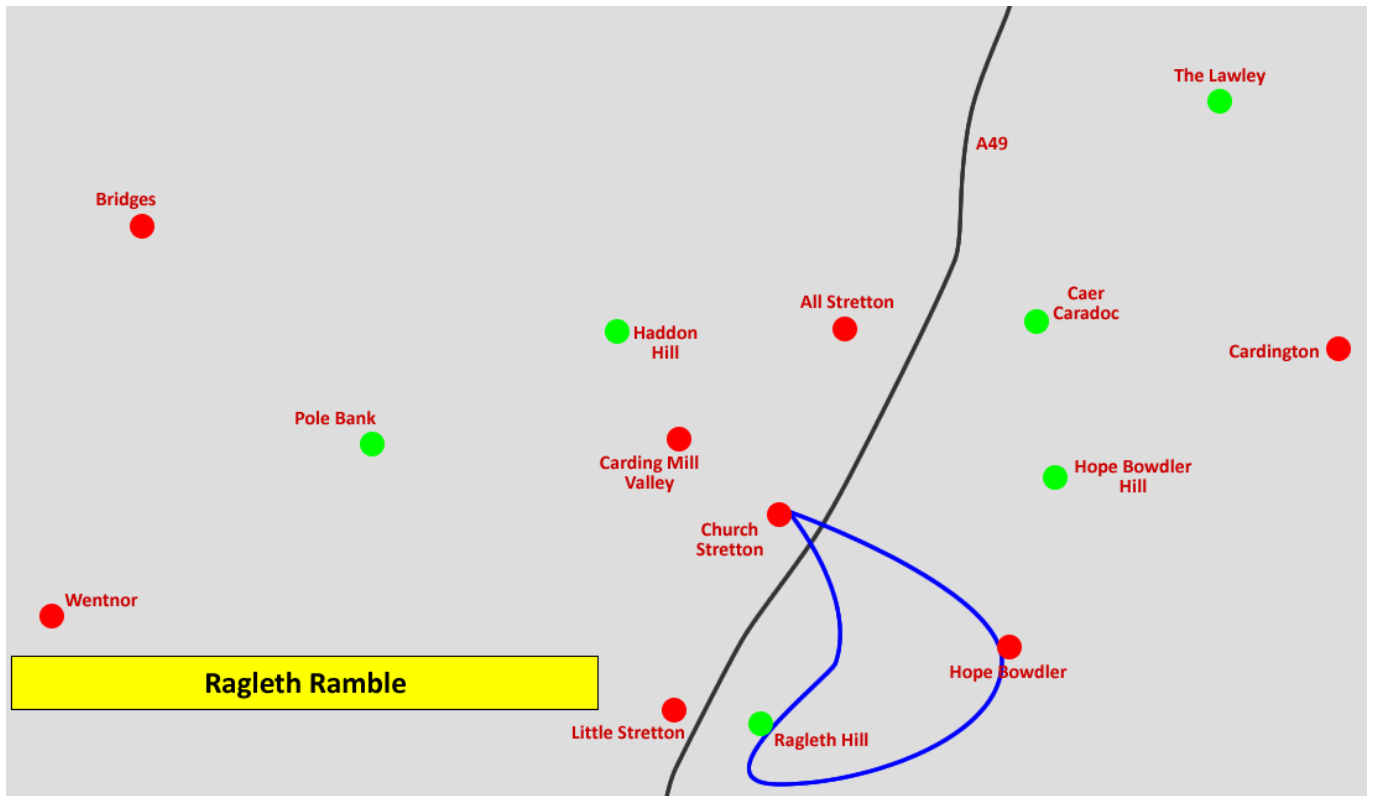 The Lawley
A49
Bridges
All Stretton
Caer
Caradoc
Haddon
Hill
Cardington
Pole Bank
Carding Mill
Valley
Hope Bowdler
Hill
Church
Stretton
Wentnor
Hope Bowdler
Ragleth Ramble
Little Stretton
Ragleth Hill